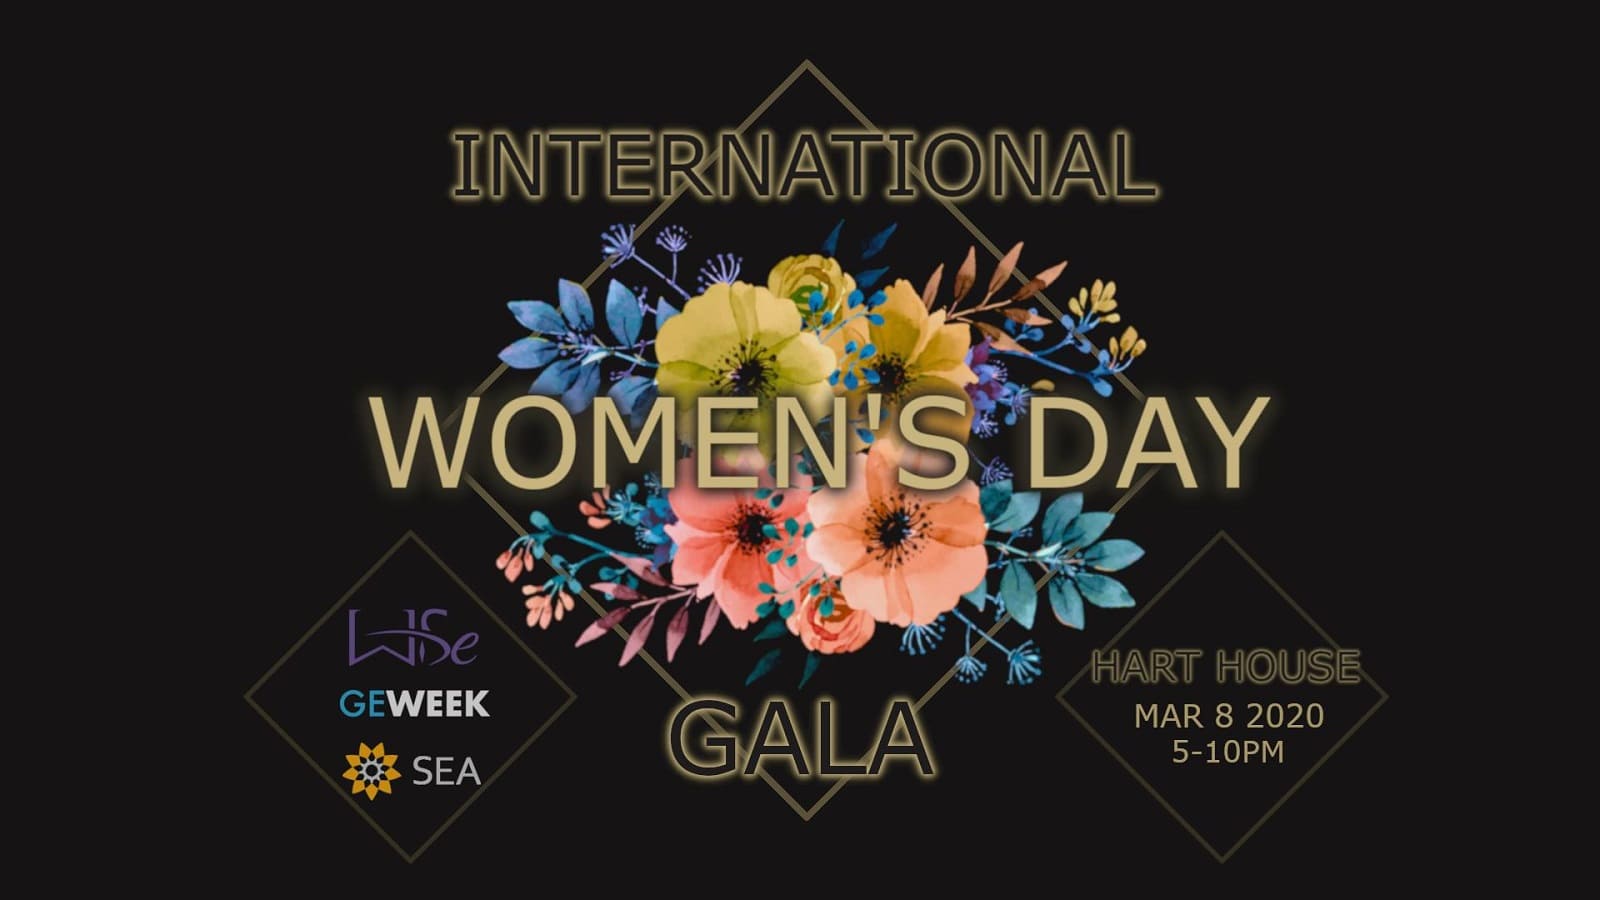 INTERNATIONAL
WOMEN'S DAY
GALA
WISe
GEWEEK
SEA
HART HOUSE
MAR 8 2020
5-10PM